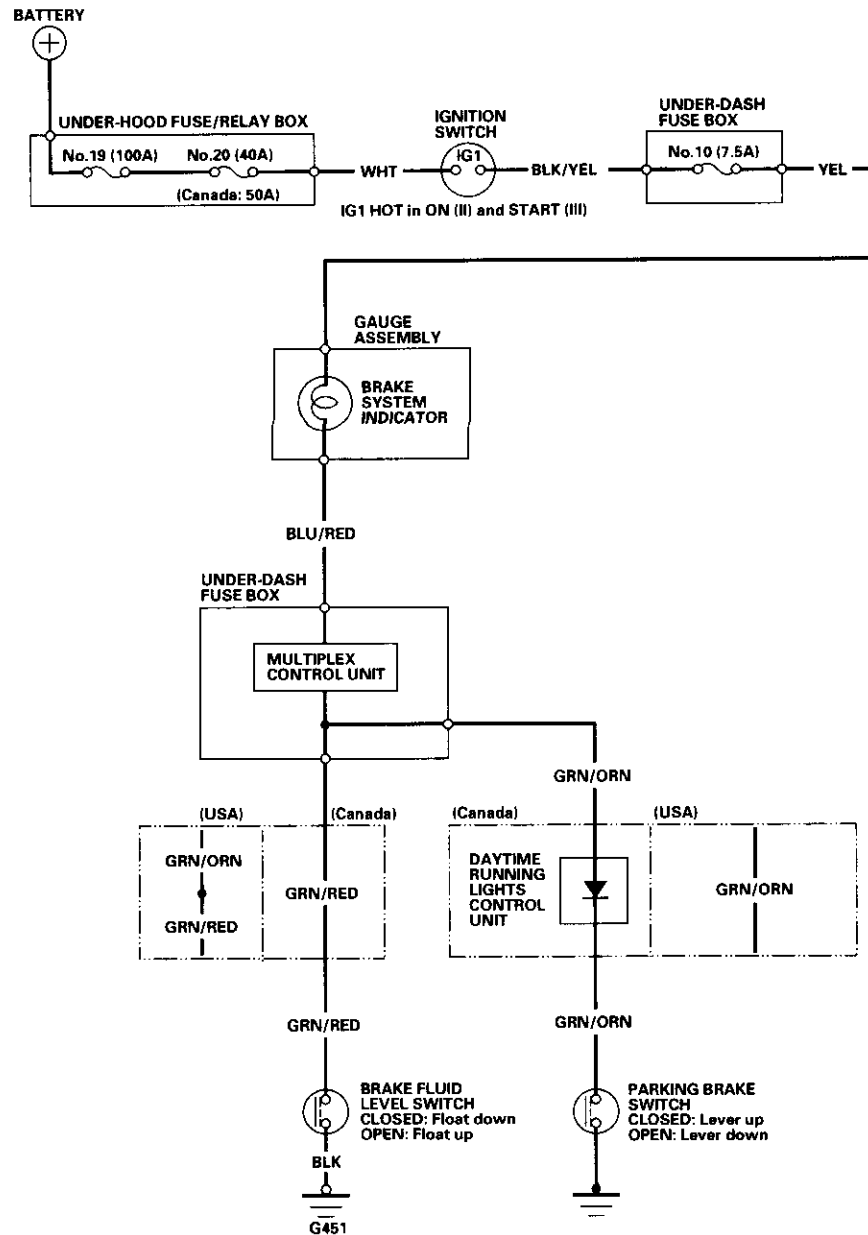 BATTERY
UNDER-HOOD FUSE/RELAY BOX
No.19 (100A)
No.20 (40A)
(Canada: 50A)
WHT
IGNITION
SWITCH
IG1
IG1 HOT in ON (II) and START (III)
BLK/YEL
UNDER-DASH
FUSE BOX
No.10 (7.5A)
YEL
GAUGE
ASSEMBLY
BRAKE
SYSTEM
INDICATOR
BLU/RED
UNDER-DASH
FUSE BOX
MULTIPLEX
CONTROL UNIT
GRN/ORN
(USA)
(Canada)
GRN/ORN
GRN/RED
GRN/RED
(Canada)
(USA)
DAYTIME
RUNNING
LIGHTS
CONTROL
UNIT
GRN/ORN
GRN/RED
GRN/ORN
BRAKE FLUID
LEVEL SWITCH
CLOSED: Float down
OPEN: Float up
BLK
G451
PARKING BRAKE
SWITCH
CLOSED: Lever up
OPEN: Lever down